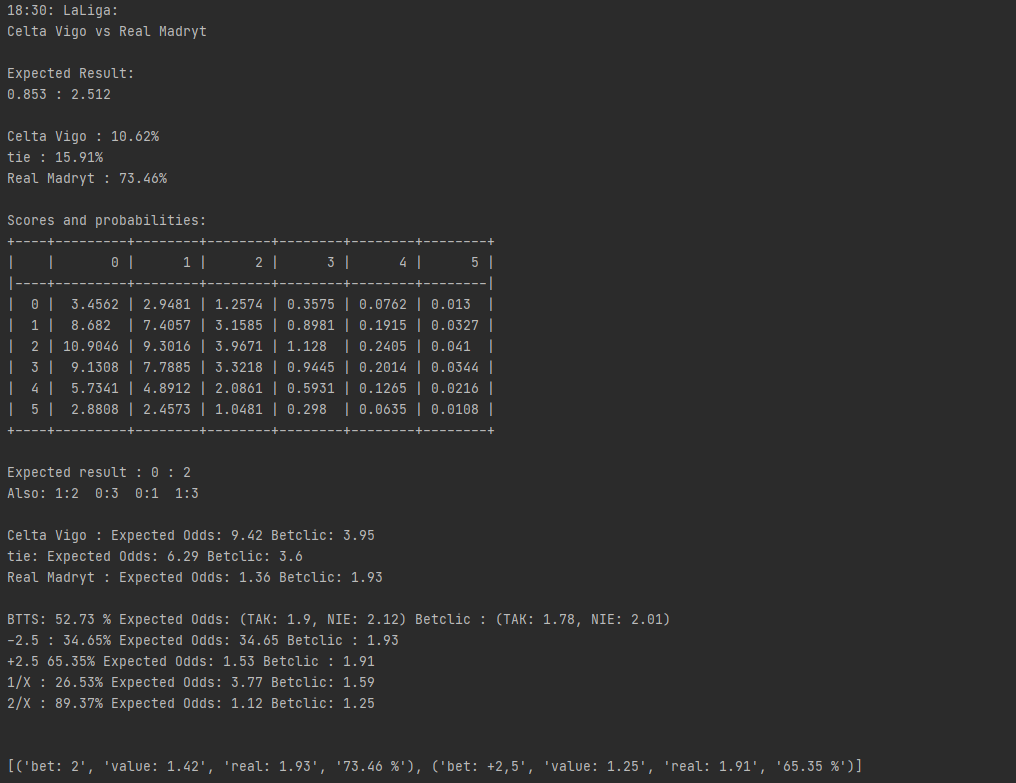 18:30: LaLiga:
Celta Vigo vs Real Madryt
Expected Result:
0.853 : 2.512
Celta Vigo : 10.62%
tie : 15.91%
Real Madryt : 73.46%
Scores and probabilities:
+----+---------+--------+--------+--------+--------+--------+
|    |       0 |      1 |      2 |      3 |      4 |      5 |
|----+---------+--------+--------+--------+--------+--------|
|  0 |  3.4562 | 2.9481 | 1.2574 | 0.3575 | 0.0762 | 0.013  |
|  1 |  8.682  | 7.4057 | 3.1585 | 0.8981 | 0.1915 | 0.0327 |
|  2 | 10.9046 | 9.3016 | 3.9671 | 1.128  | 0.2405 | 0.041  |
|  3 |  9.1308 | 7.7885 | 3.3218 | 0.9445 | 0.2014 | 0.0344 |
|  4 |  5.7341 | 4.8912 | 2.0861 | 0.5931 | 0.1265 | 0.0216 |
|  5 |  2.8808 | 2.4573 | 1.0481 | 0.298  | 0.0635 | 0.0108 |
+----+---------+--------+--------+--------+--------+--------+
Expected result : 0 : 2
Also: 1:2  0:3  0:1  1:3
Celta Vigo : Expected Odds: 9.42 Betclic: 3.95
tie: Expected Odds: 6.29 Betclic: 3.6
Real Madryt : Expected Odds: 1.36 Betclic: 1.93
BTTS: 52.73 % Expected Odds: (TAK: 1.9, NIE: 2.12) Betclic : (TAK: 1.78, NIE: 2.01)
-2.5 : 34.65% Expected Odds: 34.65 Betclic : 1.93
+2.5 65.35% Expected Odds: 1.53 Betclic : 1.91
1/X : 26.53% Expected Odds: 3.77 Betclic: 1.59
2/X : 89.37% Expected Odds: 1.12 Betclic: 1.25
[('bet: 2', 'value: 1.42', 'real: 1.93', '73.46 %'), ('bet: +2,5', 'value: 1.25', 'real: 1.91', '65.35 %')]